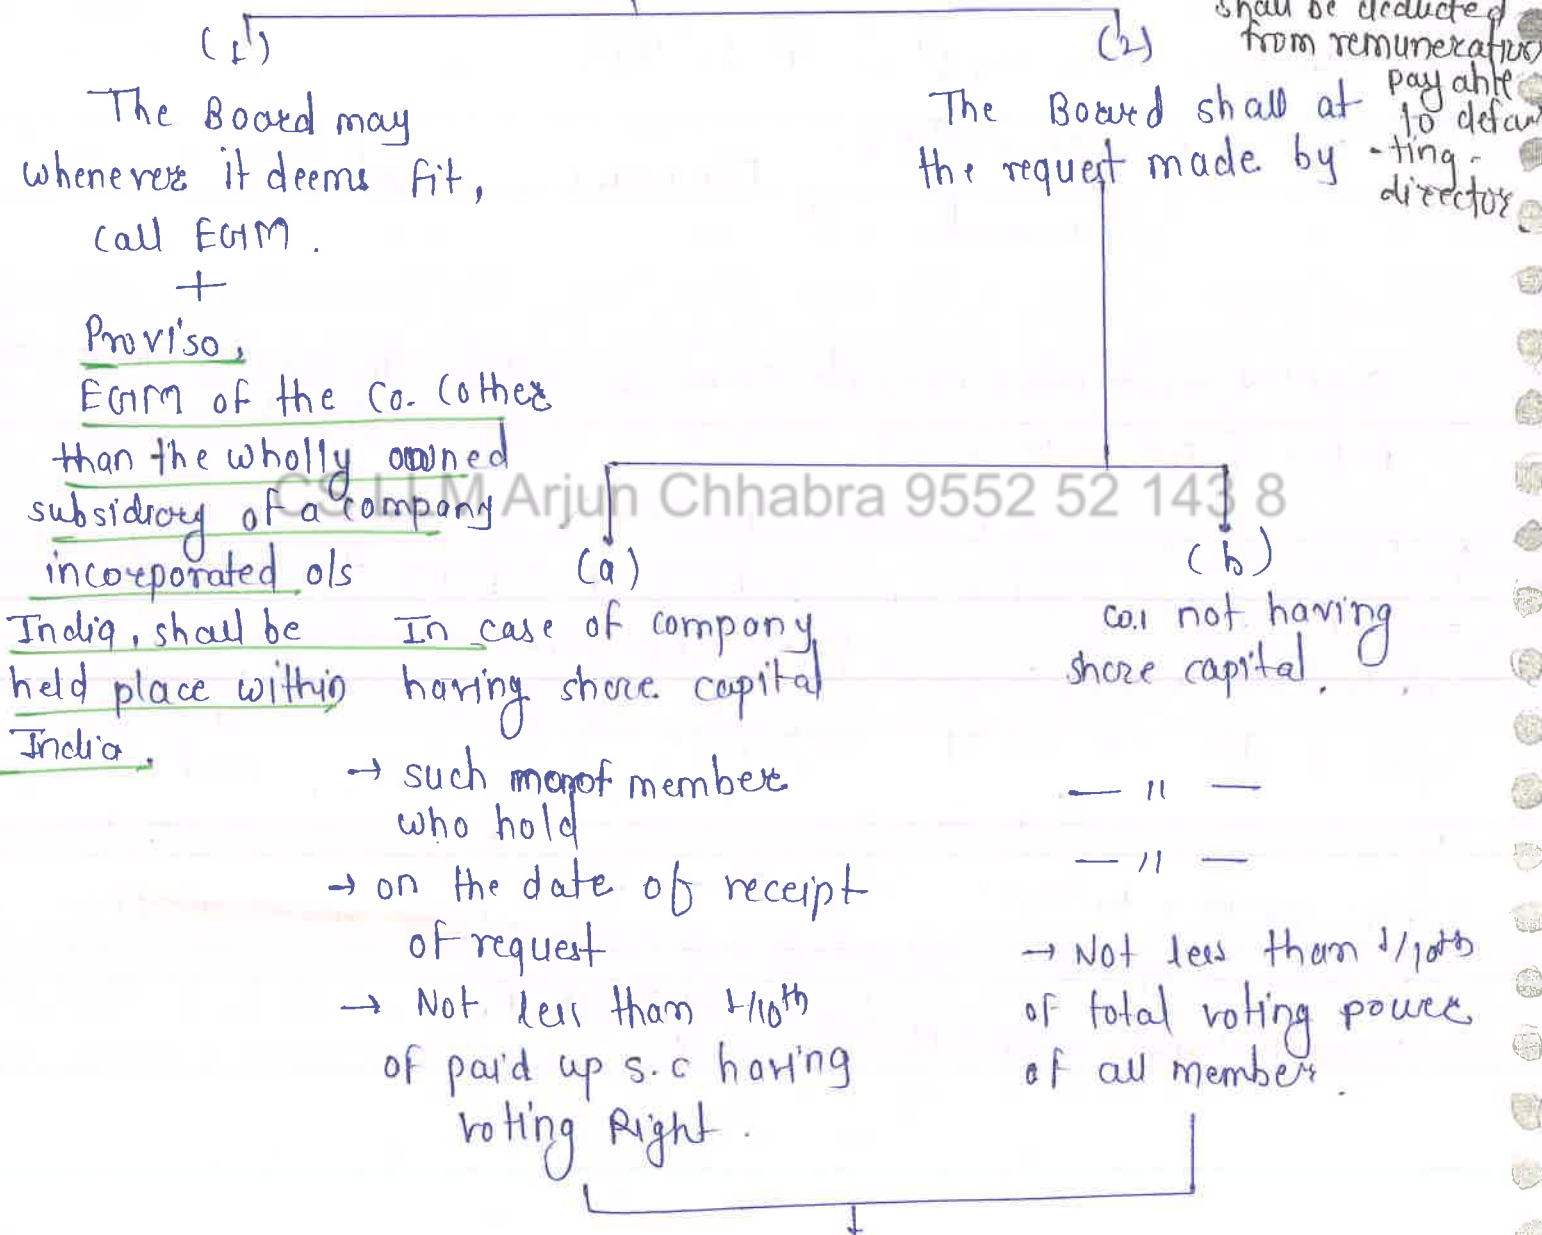 (1)
The Board may
whenever it deems fit,
call EGM.
+
Proviso,
EGM of the Co. (other
than the wholly owned
subsidiary of a company
incorporated o/s
India, shall be
held place within
India.
(2)
The Board shall at
the request made by
shall be deducted
from remuneration
payable
to defau
-ting.
director
CS LLM Arjun Chhabra 9552 52 143 8
(a)
In case of company
having share capital
→ such of member
who hold
→ on the date of receipt
of request
→ Not less than 1/10th
of paid up s.c having
voting Right.
(b)
co. not having
share capital.
— " —
— " —
→ Not less than 1/10th
of total voting power
of all member.